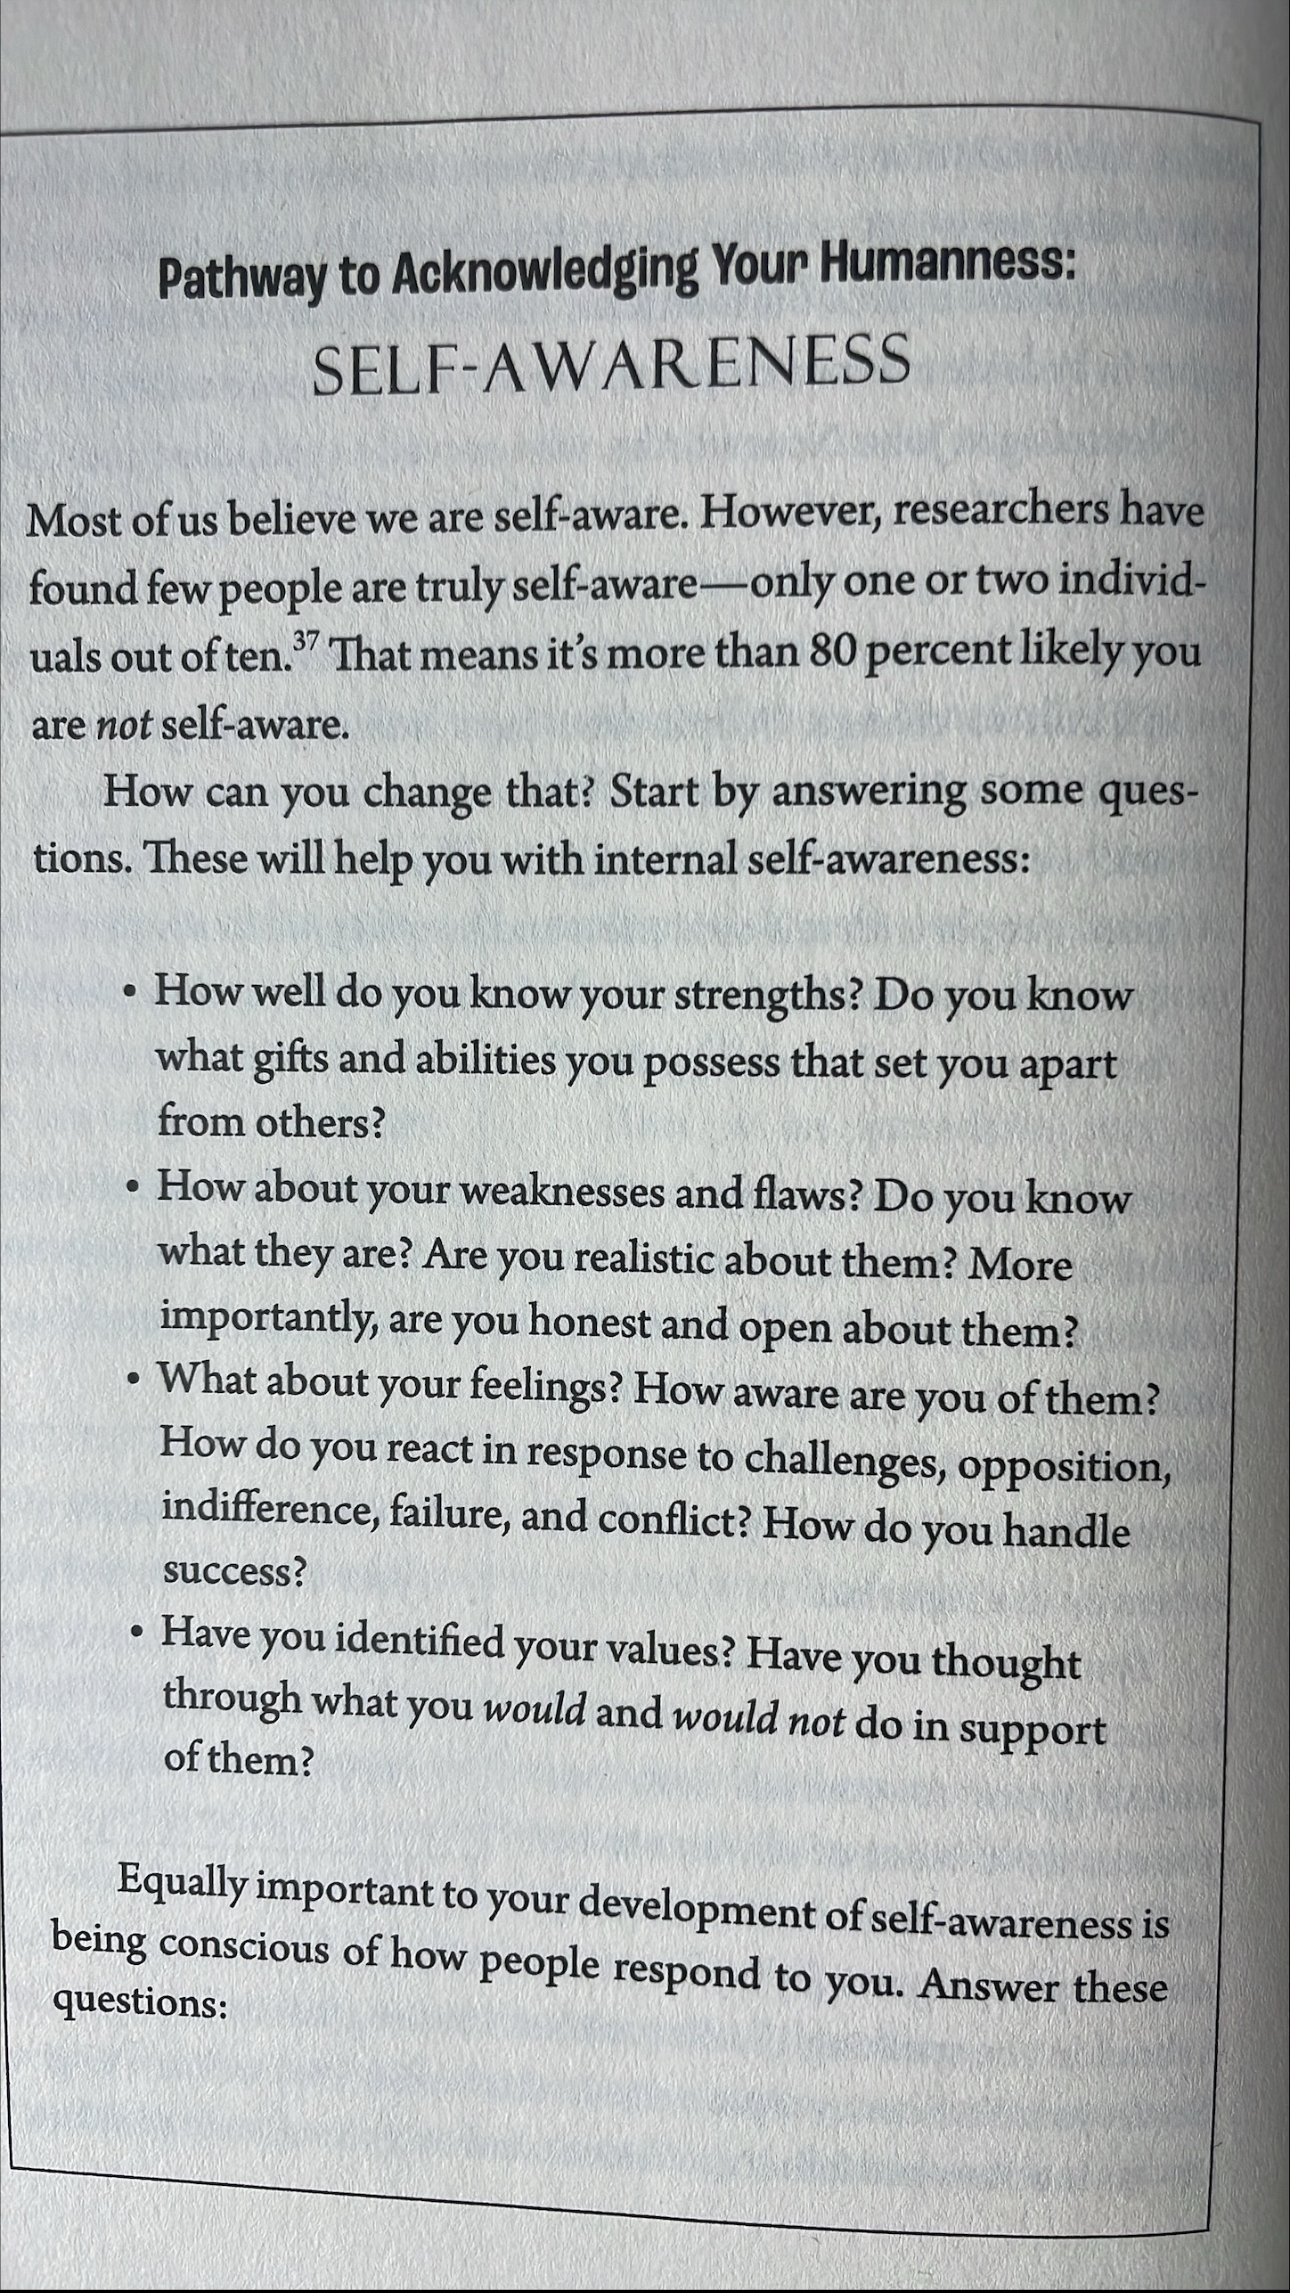 Pathway to Acknowledging Your Humanness:
SELF-AWARENESS
Most of us believe we are self-aware. However, researchers have
found few people are truly self-aware—only one or two individ-
uals out of ten.37 That means it's more than 80 percent likely you
are not self-aware.
How can you change that? Start by answering some ques-
tions. These will help you with internal self-awareness:
• How well do you know your strengths? Do you know
what gifts and abilities you possess that set you apart
from others?
• How about your weaknesses and flaws? Do you know
what they are? Are you realistic about them? More
importantly, are you honest and open about them?
• What about your feelings? How aware are you of them?
How do you react in response to challenges, opposition,
indifference, failure, and conflict? How do you handle
success?
• Have you identified your values? Have you thought
through what you would and would not do in support
of them?
Equally important to your development of self-awareness is
being conscious of how people respond to you. Answer these
questions: